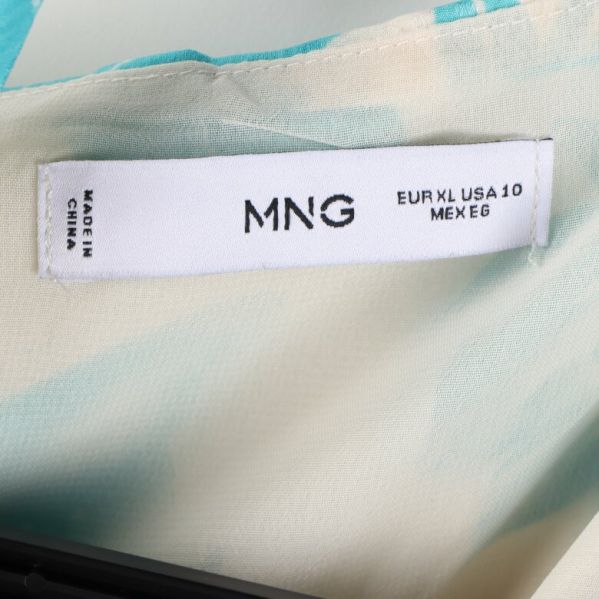 MADE IN
CHINA
MNG
EUR XL USA 10
MEX EG